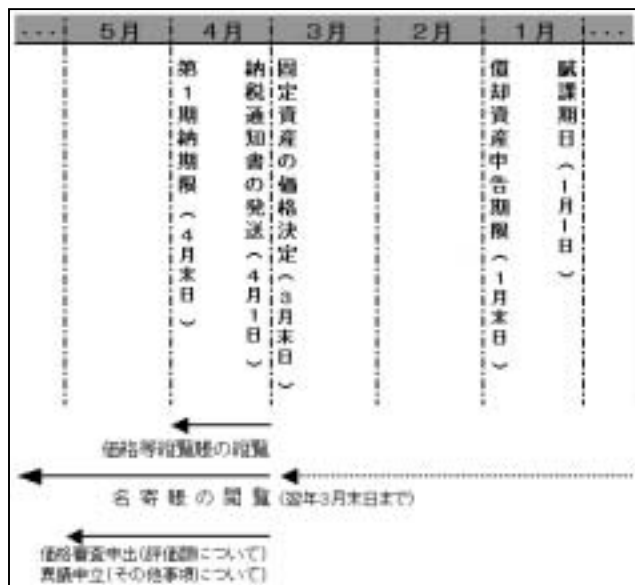 ・・・ 5月 4月 3月 2月 1月 ・・・
賦課期日（1月1日）
償却資産申告期限（1月末日）
固定資産の価格決定（3月末日）
納税通知書の発送（4月1日）
第1期納期限（4月末日）
価格等縦覧帳の縦覧
名寄帳の閲覧（翌年3月末日まで）
価格審査申出（評価額について）
異議申立（その他事項について）